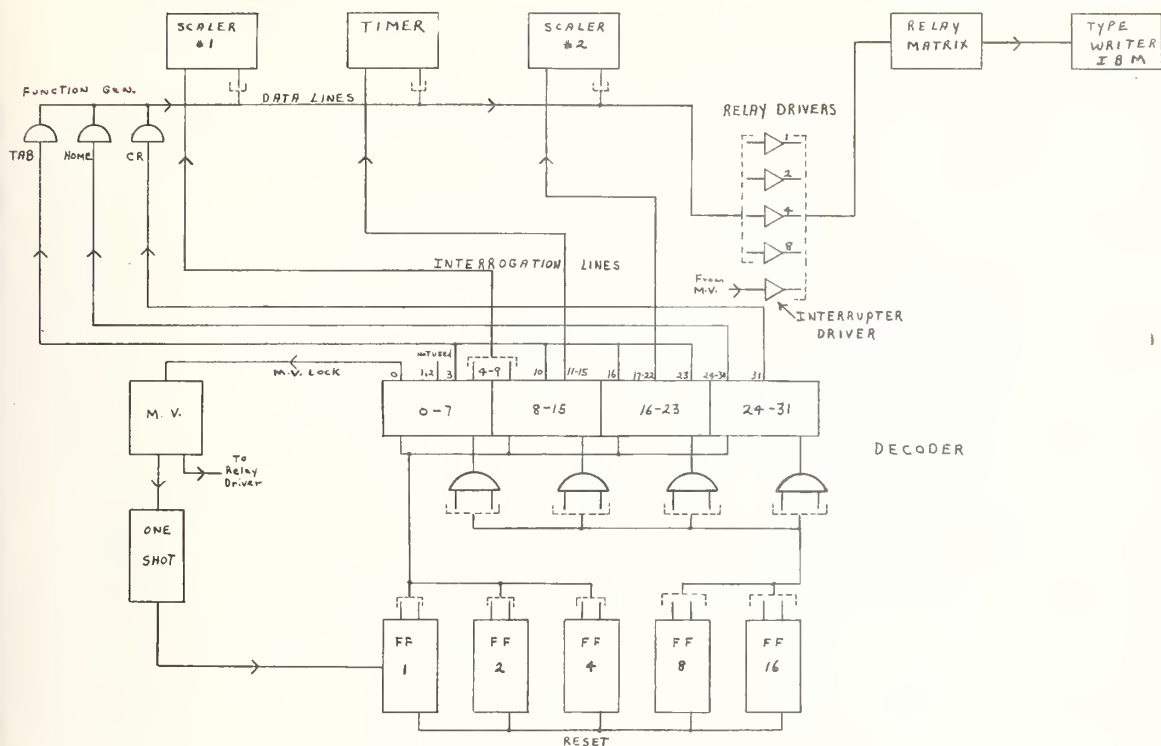 SCALER
#1
TIMER
SCALER
#2
RELAY
MATRIX
TYPE
WRITER
IBM
FUNCTION GEN.
DATA LINES
RELAY DRIVERS
TAB
HOME
CR
1
2
4
8
INTERROGATION LINES
From
M.V.
INTERRUPTER
DRIVER
M.V. LOCK
0
NOT USED
1,2
3
4-9
10
11-15
16
17-22
23
24-30
31
M.V.
0-7
8-15
16-23
24-31
DECODER
To
Relay
Driver
ONE
SHOT
FF
1
FF
2
FF
4
FF
8
FF
16
RESET